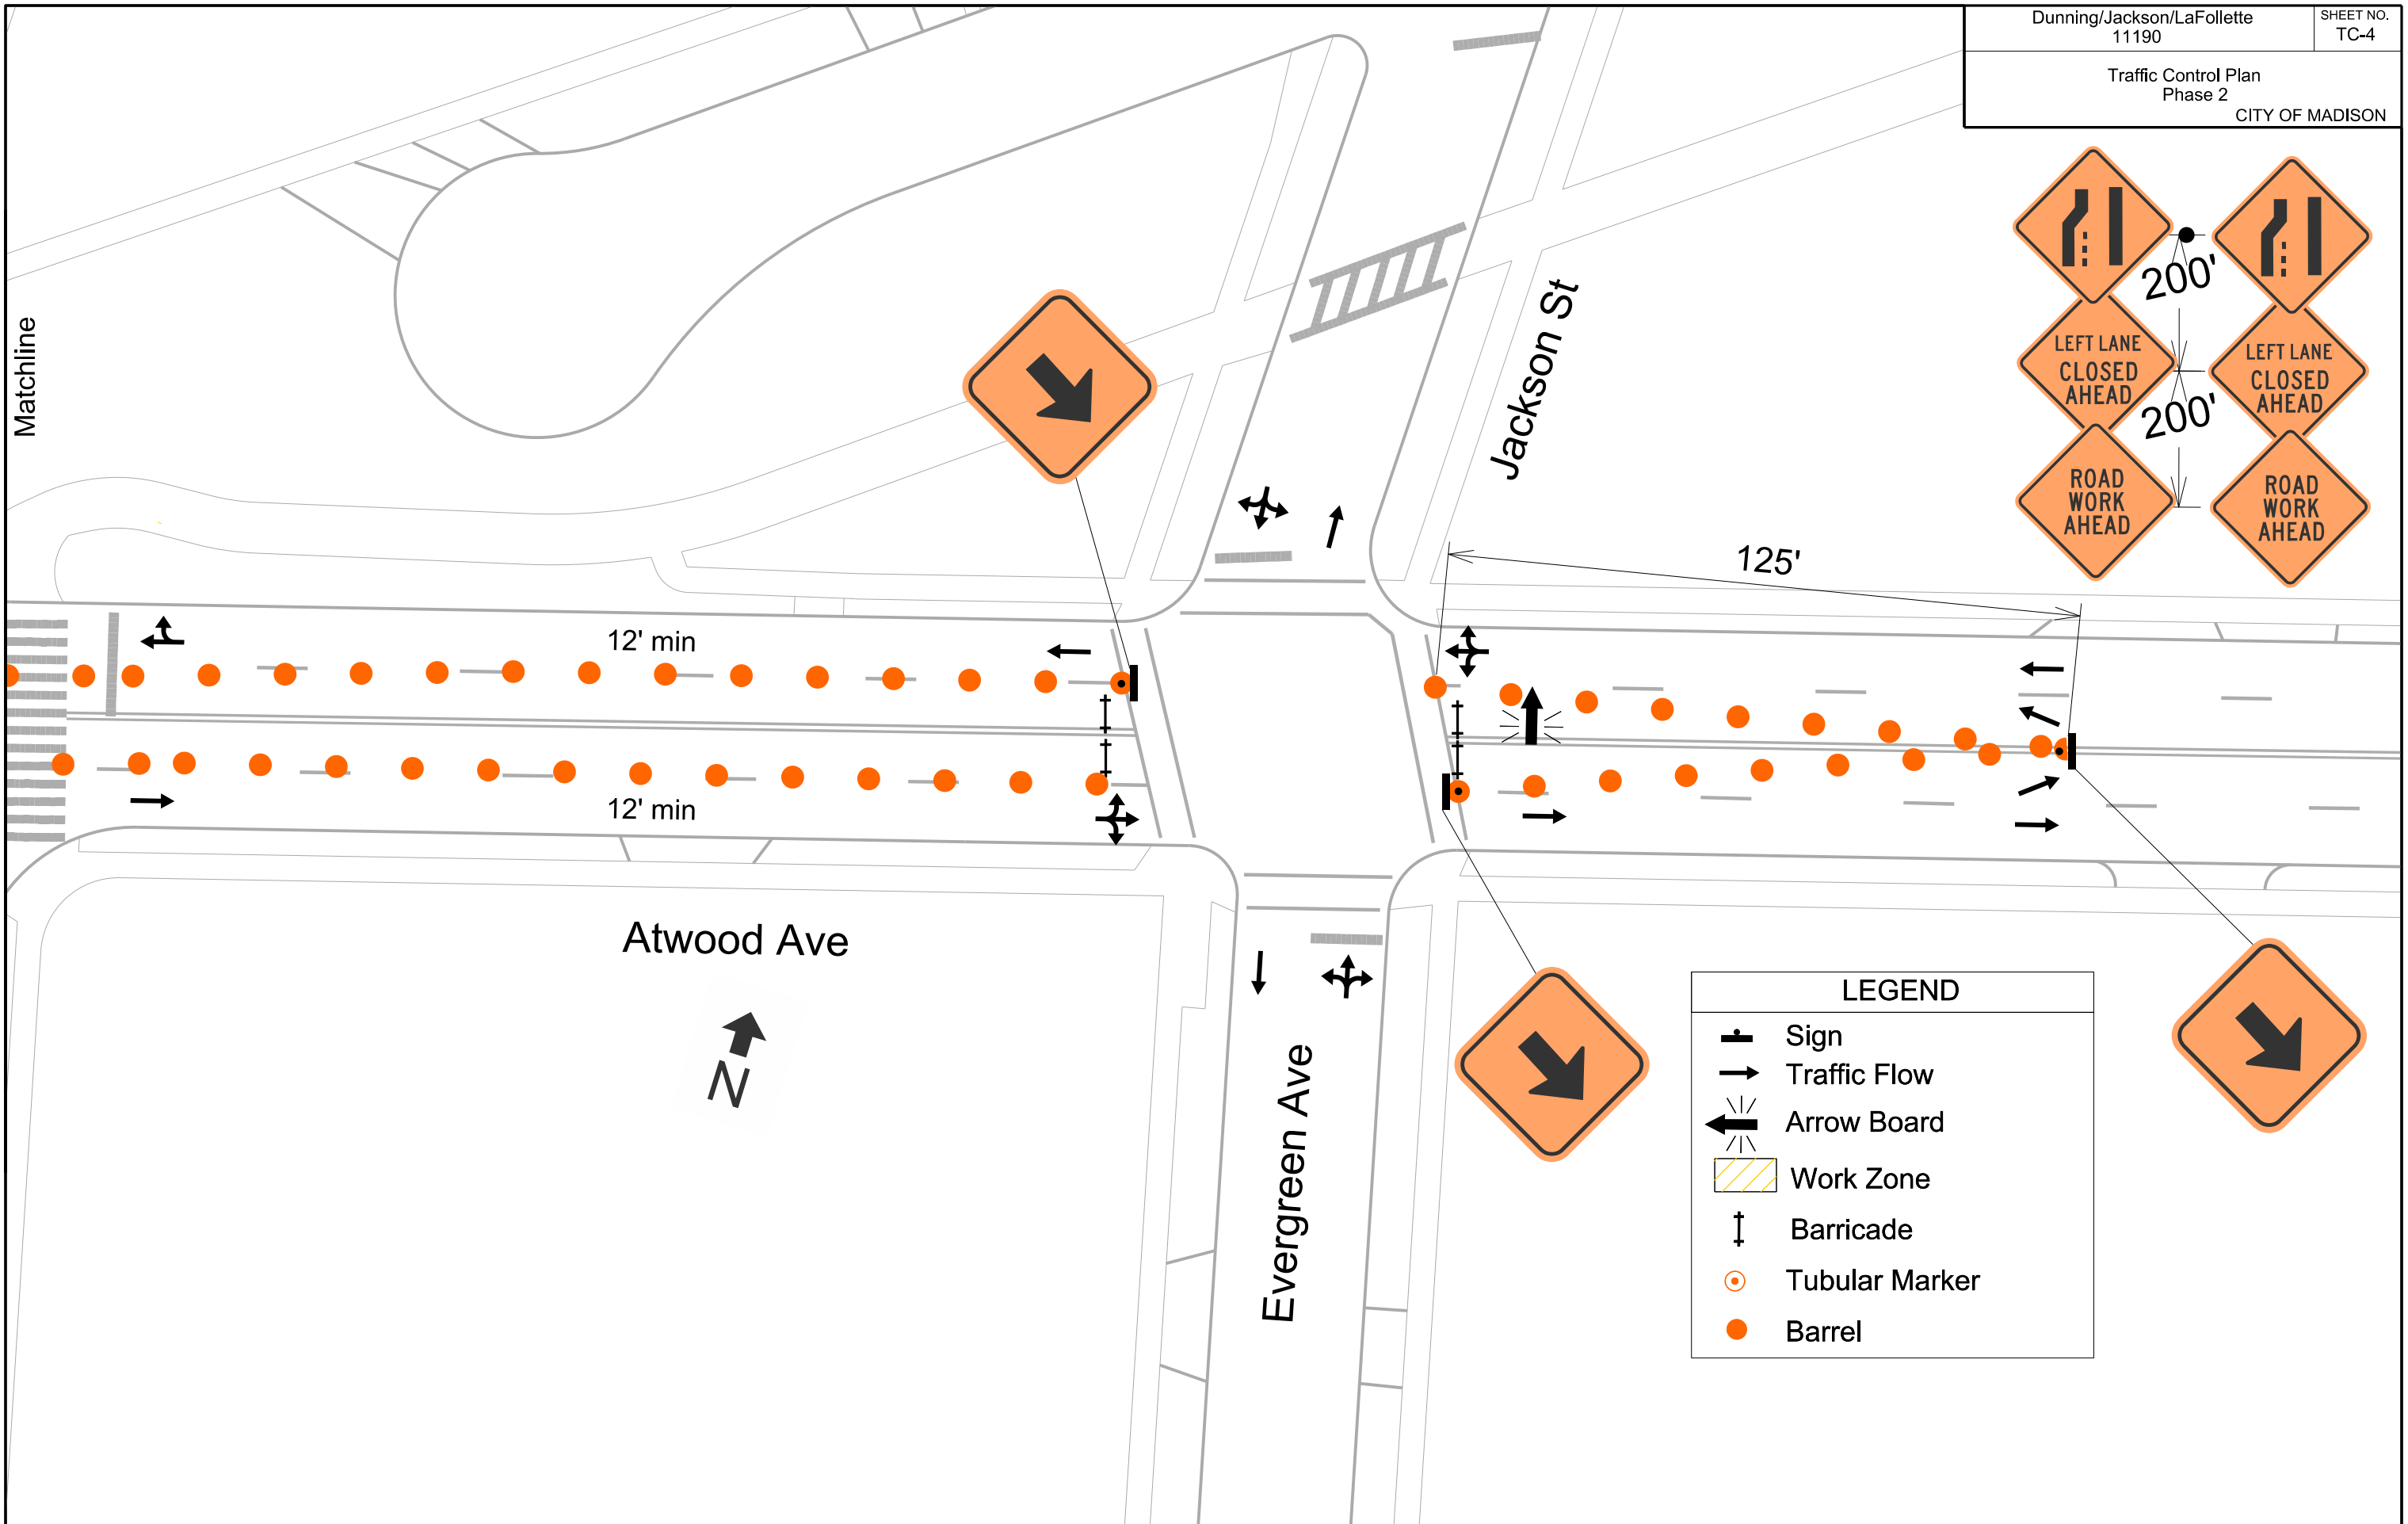 Dunning/Jackson/LaFollette
11190
SHEET NO.
TC-4
Traffic Control Plan
Phase 2
CITY OF MADISON
200'
LEFT LANE
CLOSED
AHEAD
LEFT LANE
CLOSED
AHEAD
200'
ROAD
WORK
AHEAD
ROAD
WORK
AHEAD
Matchline
Jackson St
125'
12' min
12' min
Atwood Ave
N
Evergreen Ave
LEGEND
Sign
Traffic Flow
Arrow Board
Work Zone
Barricade
Tubular Marker
Barrel